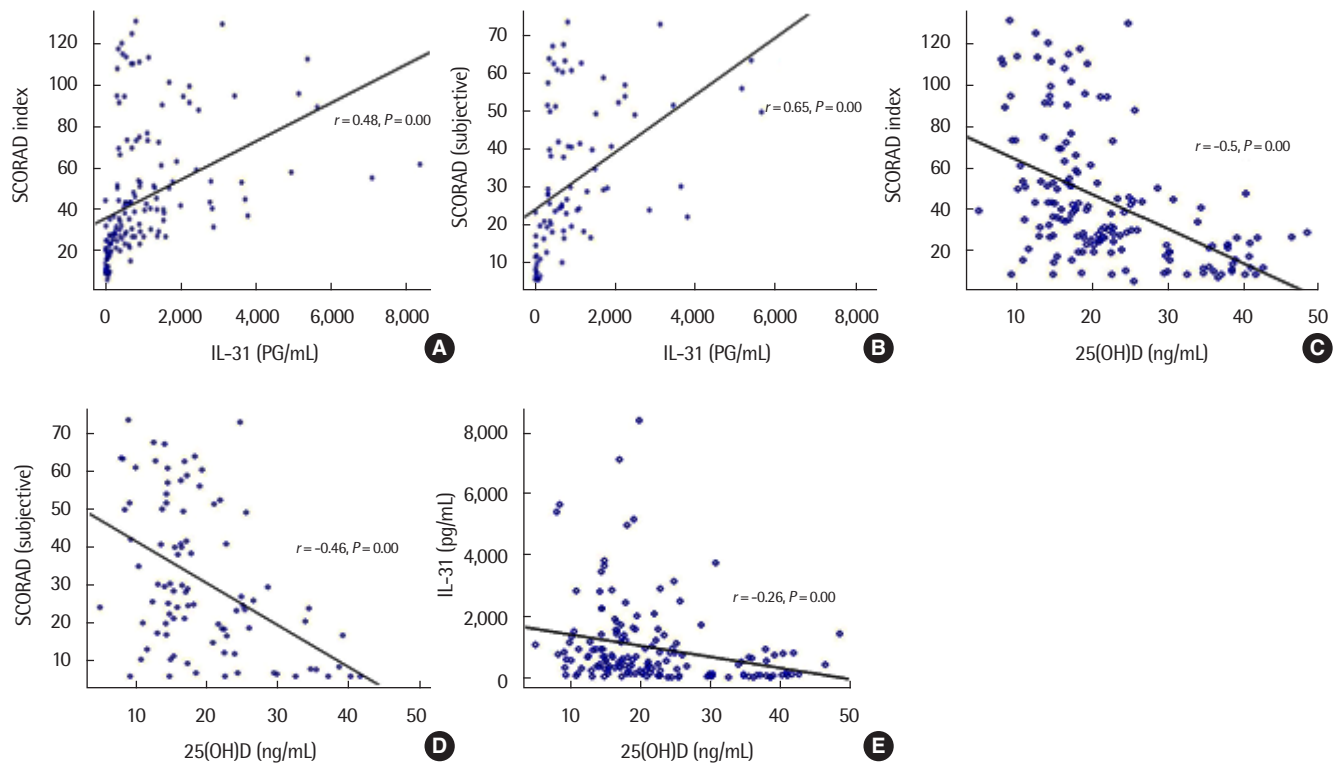 120
100
80
60
40
20
SCORAD index
r = 0.48, P = 0.00
0 2,000 4,000 6,000 8,000
IL-31 (PG/mL)
A
70
60
50
40
30
20
10
SCORAD (subjective)
r = 0.65, P = 0.00
0 2,000 4,000 6,000 8,000
IL-31 (PG/mL)
B
120
100
80
60
40
20
SCORAD index
r = -0.5, P = 0.00
10 20 30 40 50
25(OH)D (ng/mL)
C
70
60
50
40
30
20
10
SCORAD (subjective)
r = -0.46, P = 0.00
10 20 30 40 50
25(OH)D (ng/mL)
D
8,000
6,000
4,000
2,000
0
IL-31 (pg/mL)
r = -0.26, P = 0.00
10 20 30 40 50
25(OH)D (ng/mL)
E